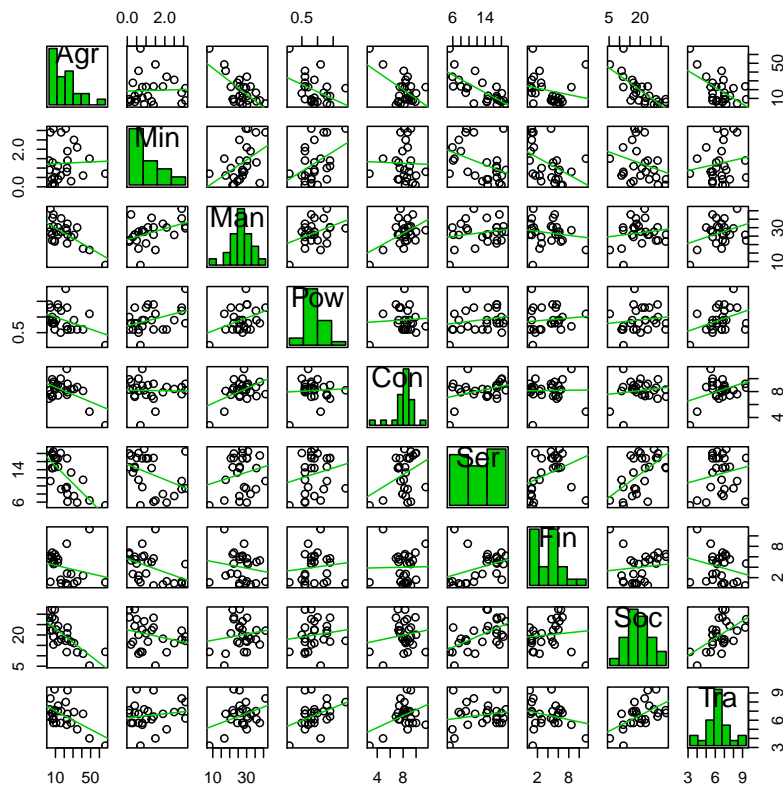 0.0 2.0 0.5 6 14 5 20
Agr 10 50
0.0 2.0 Min
Man 10 30
0.5 Pow
Con 4 8
6 14 Ser
Fin 2 8
5 20 Soc
Tra 3 6 9
10 50 10 30 4 8 2 8 3 6 9